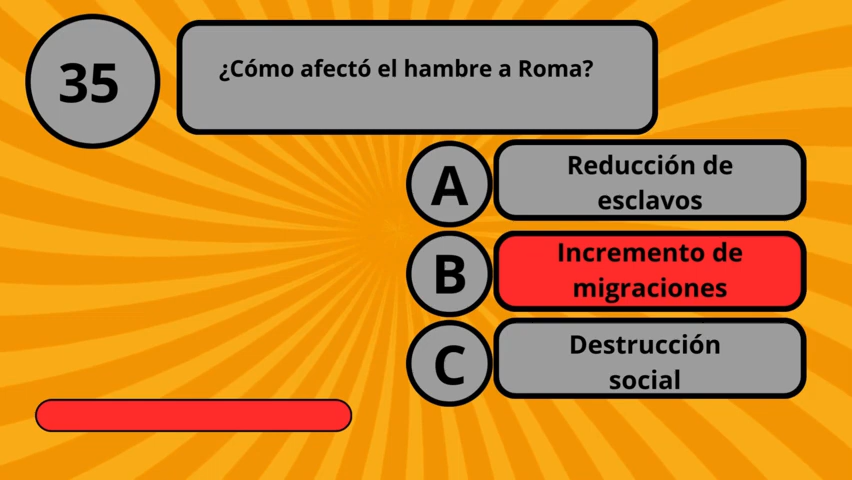 35
¿Cómo afectó el hambre a Roma?
A
Reducción de
esclavos
B
Incremento de
migraciones
C
Destrucción
social